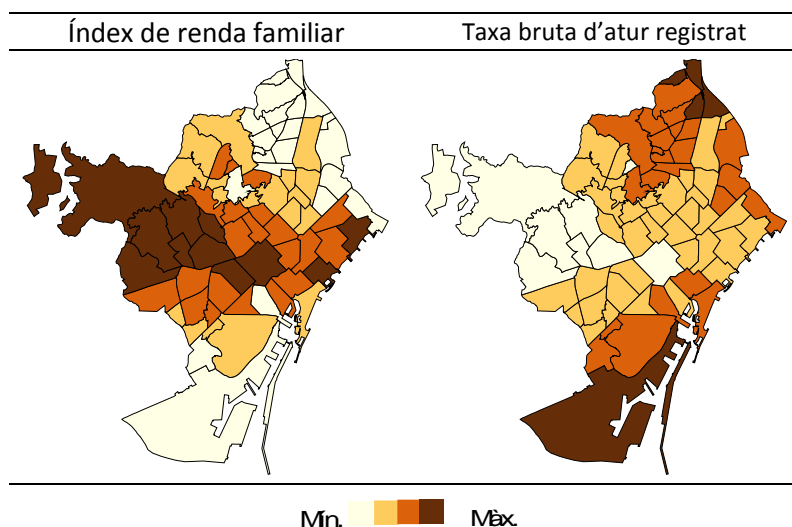 Índex de renda familiar
Taxa bruta d’atur registrat
Mín. Màx.